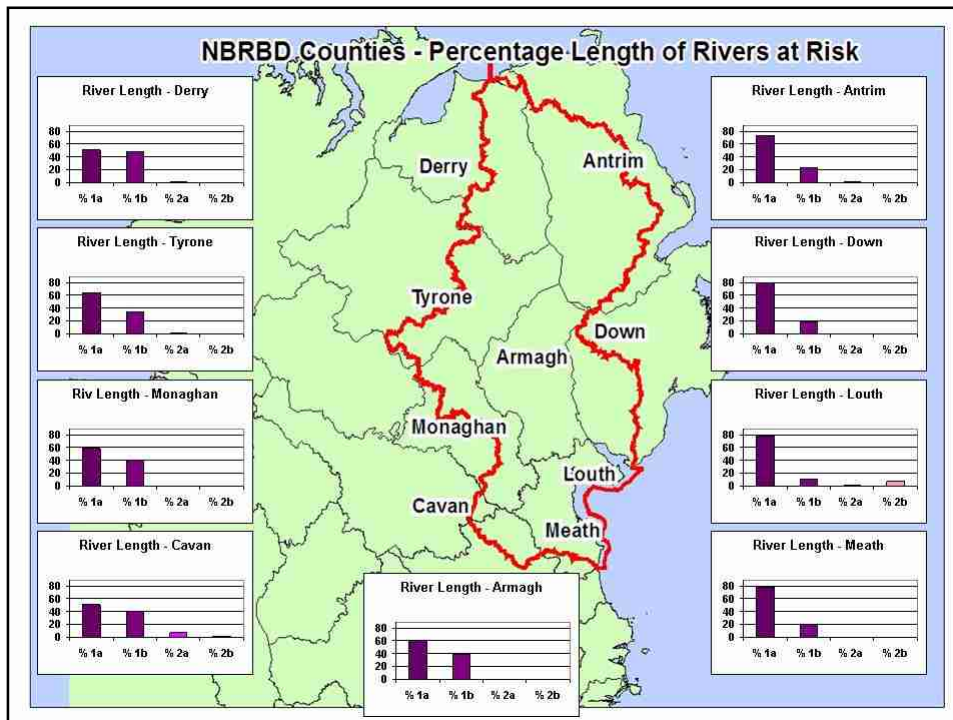 NBRBD Counties - Percentage Length of Rivers at Risk
River Length - Derry
80
60
40
20
0
% 1a % 1b % 2a % 2b
River Length - Tyrone
80
60
40
20
0
% 1a % 1b % 2a % 2b
Riv Length - Monaghan
80
60
40
20
0
% 1a % 1b % 2a % 2b
River Length - Cavan
80
60
40
20
0
% 1a % 1b % 2a % 2b
Derry
Antrim
Tyrone
Down
Armagh
Monaghan
Louth
Cavan
Meath
River Length - Armagh
80
60
40
20
0
% 1a % 1b % 2a % 2b
River Length - Antrim
80
60
40
20
0
% 1a % 1b % 2a % 2b
River Length - Down
80
60
40
20
0
% 1a % 1b % 2a % 2b
River Length - Louth
80
60
40
20
0
% 1a % 1b % 2a % 2b
River Length - Meath
80
60
40
20
0
% 1a % 1b % 2a % 2b